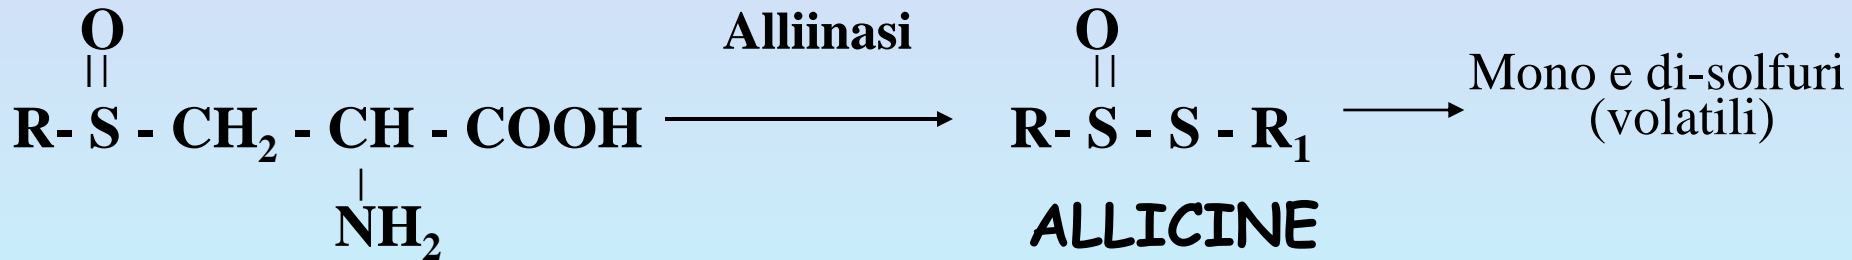 O
||
R- S - CH₂ - CH - COOH
|
NH₂
Alliinasi
O
||
R- S - S - R₁
ALLICINE
Mono e di-solfuri
(volatili)